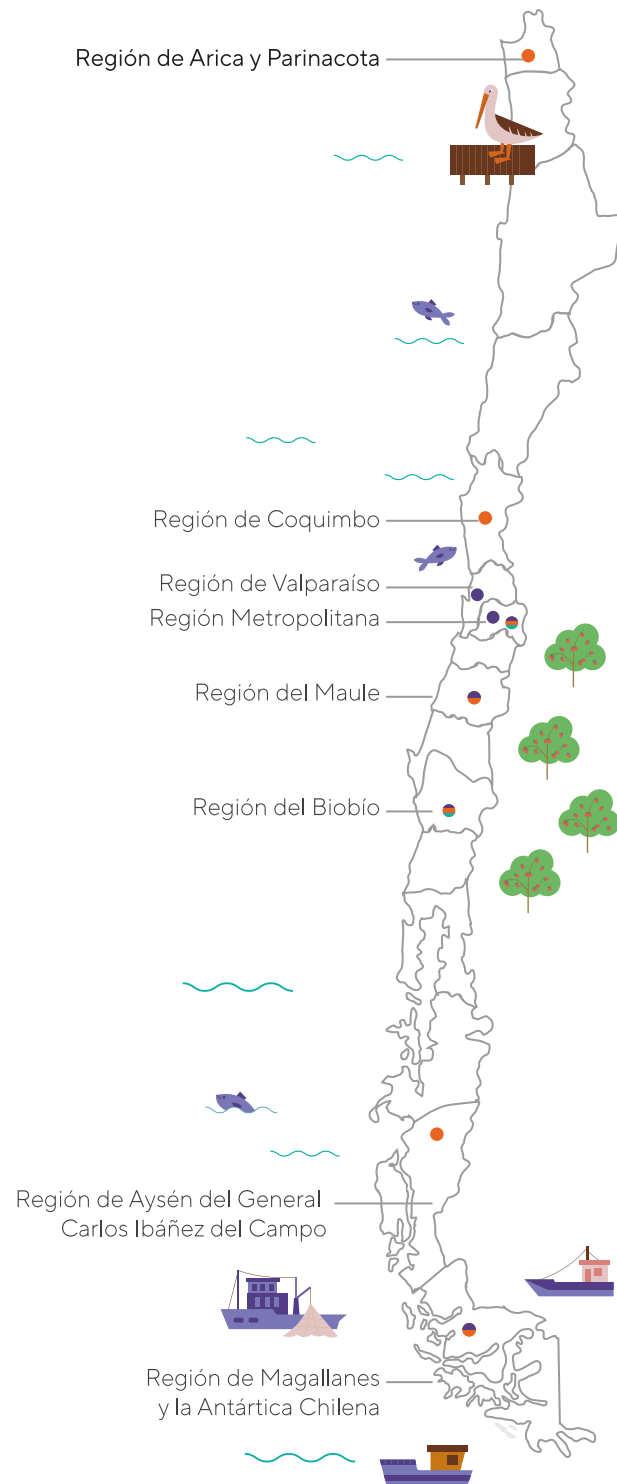 Región de Arica y Parinacota
Región de Coquimbo
Región de Valparaíso
Región Metropolitana
Región del Maule
Región del Biobío
Región de Aysén del General
Carlos Ibáñez del Campo
Región de Magallanes
y la Antártica Chilena